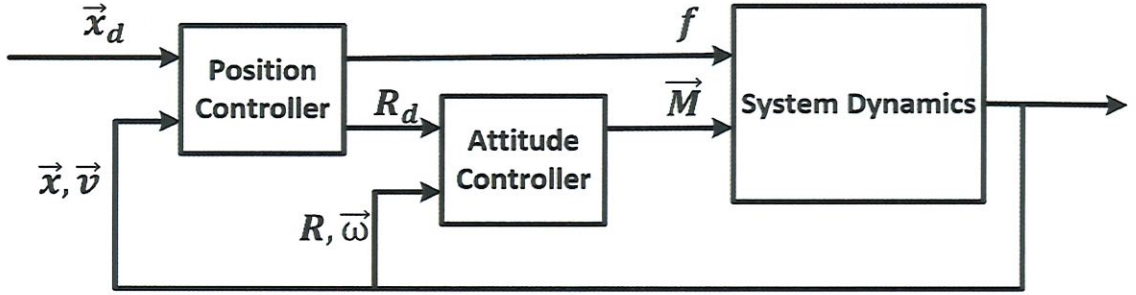 x⃗_d
f
Position
Controller
R_d
M⃗
System Dynamics
Attitude
Controller
x⃗, v⃗
R, ω⃗